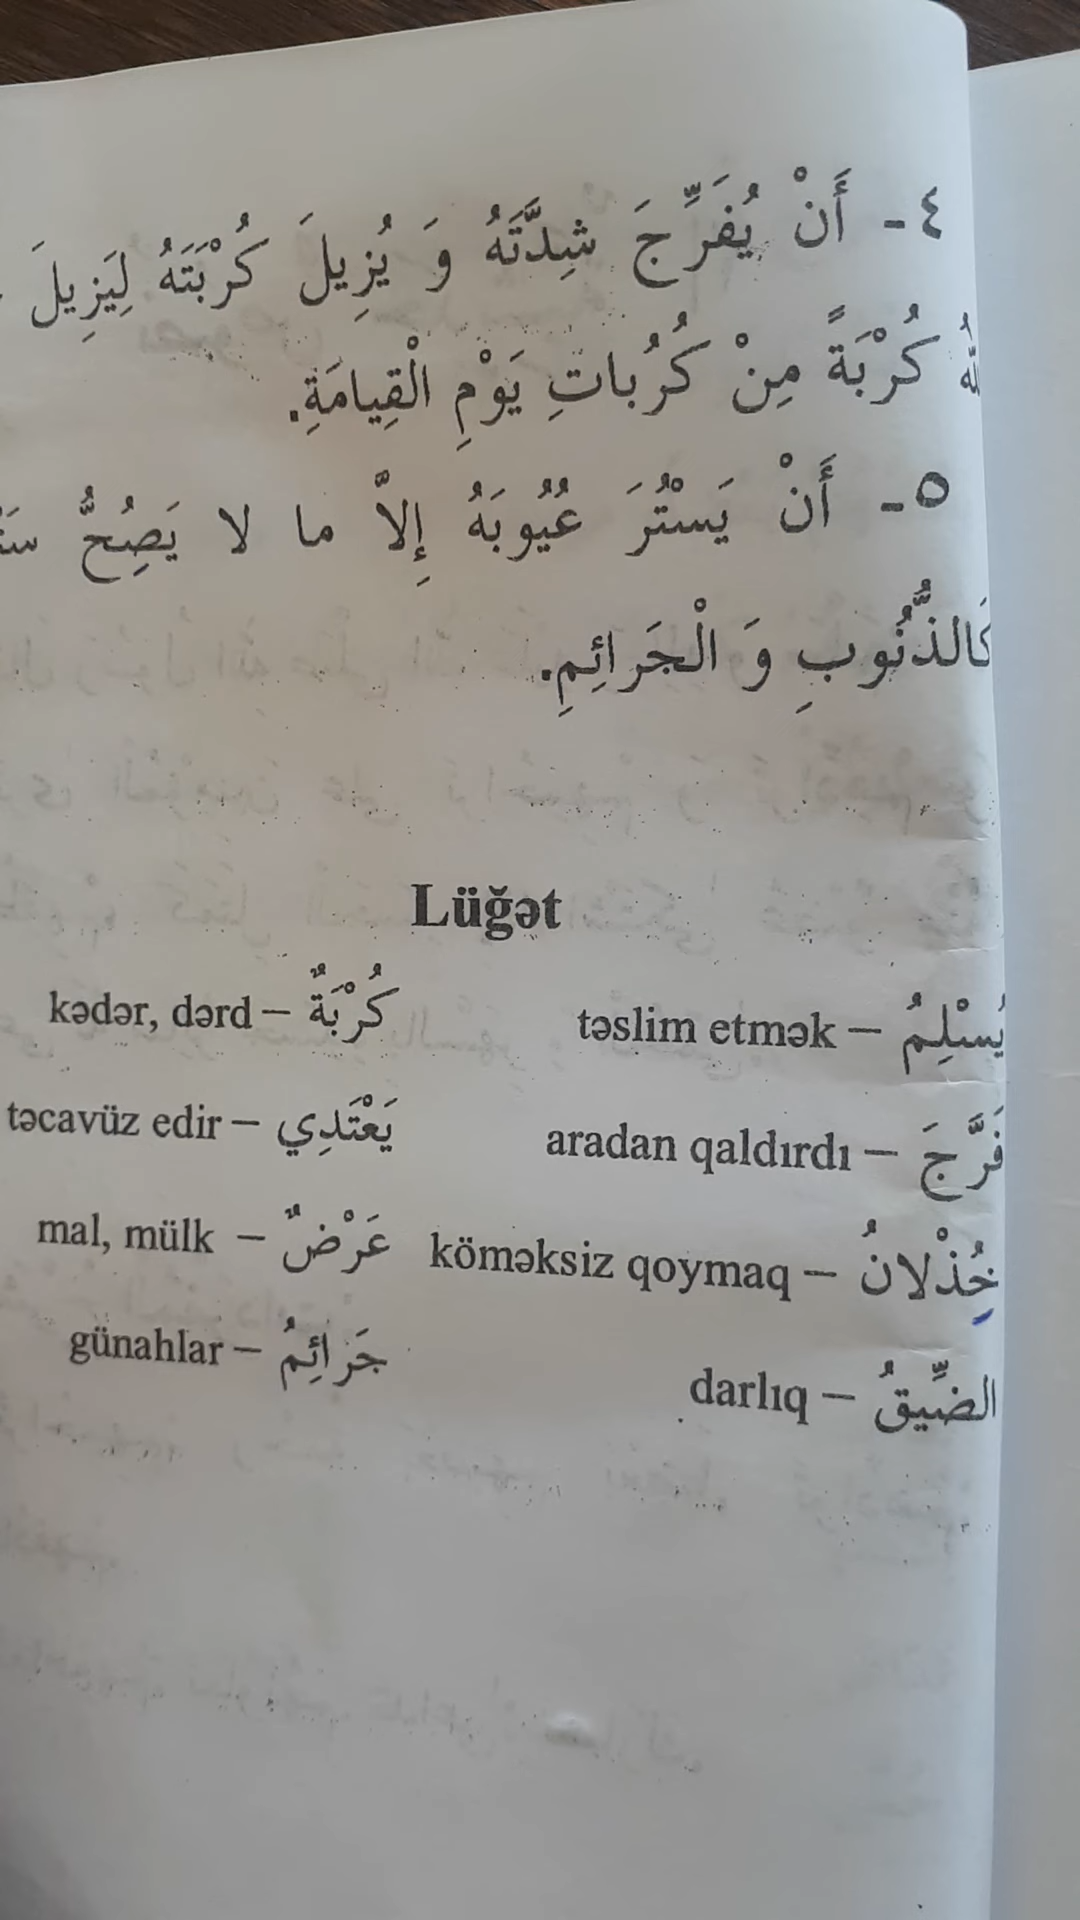 ٤- أَنْ يُفَرِّجَ شِدَّتَهُ وَ يُزِيلَ كُرْبَتَهُ لِيَزِيلَ
كُرْبَةً مِنْ كُرُباتِ يَوْمِ الْقِيامَةِ.
٥- أَنْ يَسْتُرَ عُيُوبَهُ إِلاَّ ما لا يَصِحُّ
كَالذُّنُوبِ وَ الْجَرائِمِ.
Lüğət
يُسْلِمُ – təslim etmək
فَرَّجَ – aradan qaldırdı
خِذْلانُ – köməksiz qoymaq
الضِّيقُ – darlıq
كُرْبَةٌ – kədər, dərd
يَعْتَدِي – təcavüz edir
عَرْضٌ – mal, mülk
جَرائِمُ – günahlar